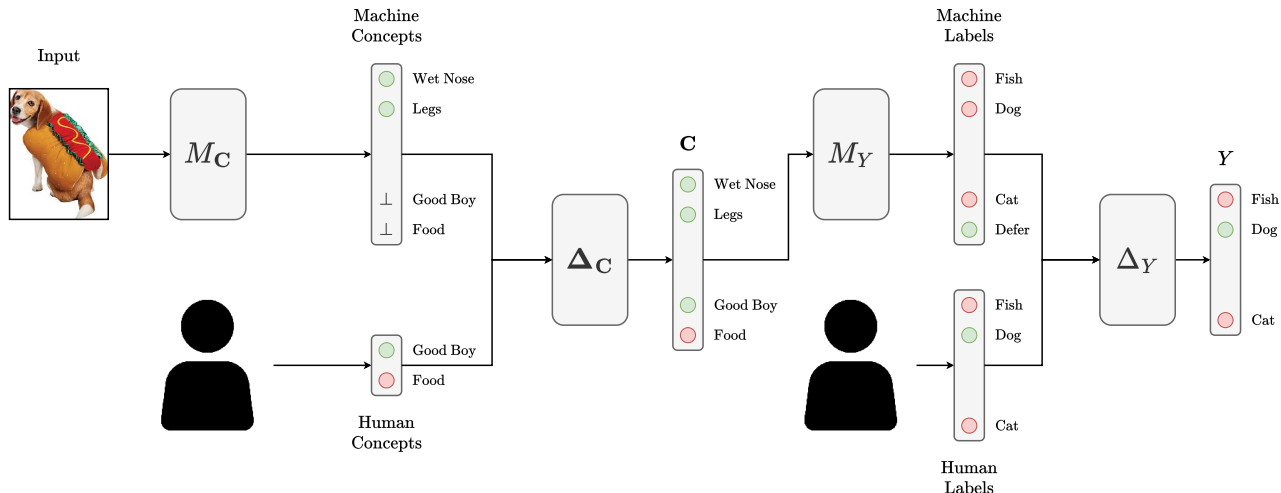 Input
M_C
Machine
Concepts
Wet Nose
Legs
⊥ Good Boy
⊥ Food
Good Boy
Food
Human
Concepts
Δ_C
C
Wet Nose
Legs
Good Boy
Food
M_Y
Machine
Labels
Fish
Dog
Cat
Defer
Fish
Dog
Cat
Human
Labels
Δ_Y
Y
Fish
Dog
Cat